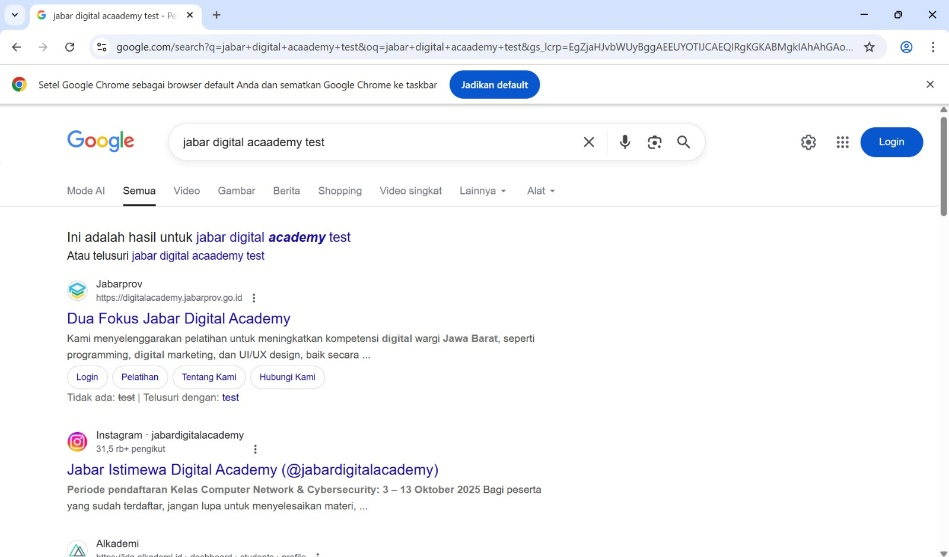 jabar digital acaademy test - Pe
google.com/search?q=jabar+digital+acaademy+test&oq=jabar+digital+acaademy+test&gs_lcrp=EgZjaHJvbWUyBggAEEUYOTIJCAEQIRgKGKABMgkIAhAhGAo...
Setel Google Chrome sebagai browser default Anda dan sematkan Google Chrome ke taskbar
Jadikan default
Google
jabar digital acaademy test
Login
Mode AI
Semua
Video
Gambar
Berita
Shopping
Video singkat
Lainnya
Alat
Ini adalah hasil untuk jabar digital academy test
Atau telusuri jabar digital acaademy test
Jabarprov
https://digitalacademy.jabarprov.go.id
Dua Fokus Jabar Digital Academy
Kami menyelenggarakan pelatihan untuk meningkatkan kompetensi digital wargi Jawa Barat, seperti
programming, digital marketing, dan UI/UX design, baik secara ...
Login
Pelatihan
Tentang Kami
Hubungi Kami
Tidak ada: test | Telusuri dengan: test
Instagram · jabardigitalacademy
31,5 rb+ pengikut
Jabar Istimewa Digital Academy (@jabardigitalacademy)
Periode pendaftaran Kelas Computer Network & Cybersecurity: 3 – 13 Oktober 2025 Bagi peserta
yang sudah terdaftar, jangan lupa untuk menyelesaikan materi, ...
Alkademi